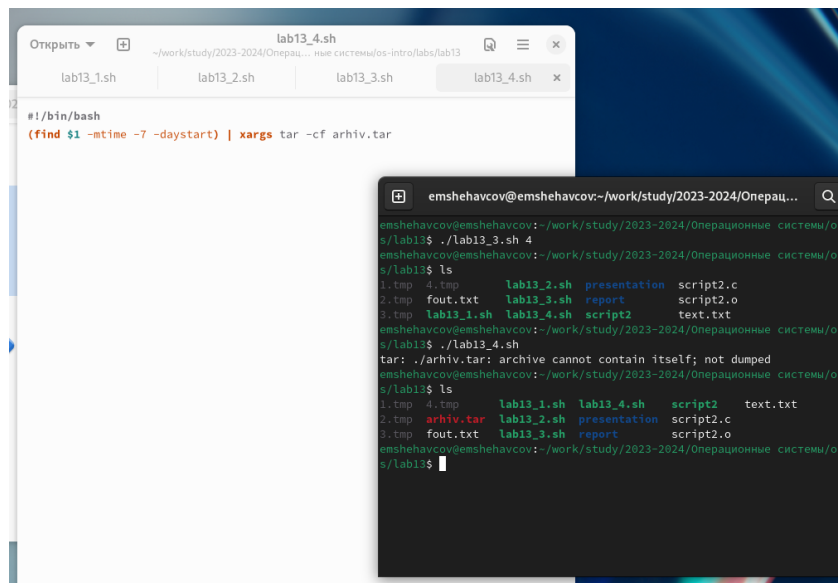 Открыть
lab13_4.sh
~/work/study/2023-2024/Операц... ные системы/os-intro/labs/lab13
lab13_1.sh lab13_2.sh lab13_3.sh lab13_4.sh
#!/bin/bash
(find $1 -mtime -7 -daystart) | xargs tar -cf arhiv.tar
emshehavcov@emshehavcov:~/work/study/2023-2024/Операц...
emshehavcov@emshehavcov:~/work/study/2023-2024/Операционные системы/o
s/lab13$ ./lab13_3.sh 4
emshehavcov@emshehavcov:~/work/study/2023-2024/Операционные системы/o
s/lab13$ ls
1.tmp 4.tmp lab13_2.sh presentation script2.c
2.tmp fout.txt lab13_3.sh report script2.o
3.tmp lab13_1.sh lab13_4.sh script2 text.txt
emshehavcov@emshehavcov:~/work/study/2023-2024/Операционные системы/o
s/lab13$ ./lab13_4.sh
tar: ./arhiv.tar: archive cannot contain itself; not dumped
emshehavcov@emshehavcov:~/work/study/2023-2024/Операционные системы/o
s/lab13$ ls
1.tmp 4.tmp lab13_1.sh lab13_4.sh script2 text.txt
2.tmp arhiv.tar lab13_2.sh presentation script2.c
3.tmp fout.txt lab13_3.sh report script2.o
emshehavcov@emshehavcov:~/work/study/2023-2024/Операционные системы/o
s/lab13$